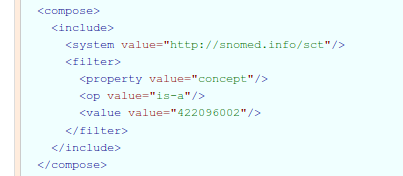 <compose>
<include>
<system value="http://snomed.info/sct"/>
<filter>
<property value="concept"/>
<op value="is-a"/>
<value value="422096002"/>
</filter>
</include>
</compose>